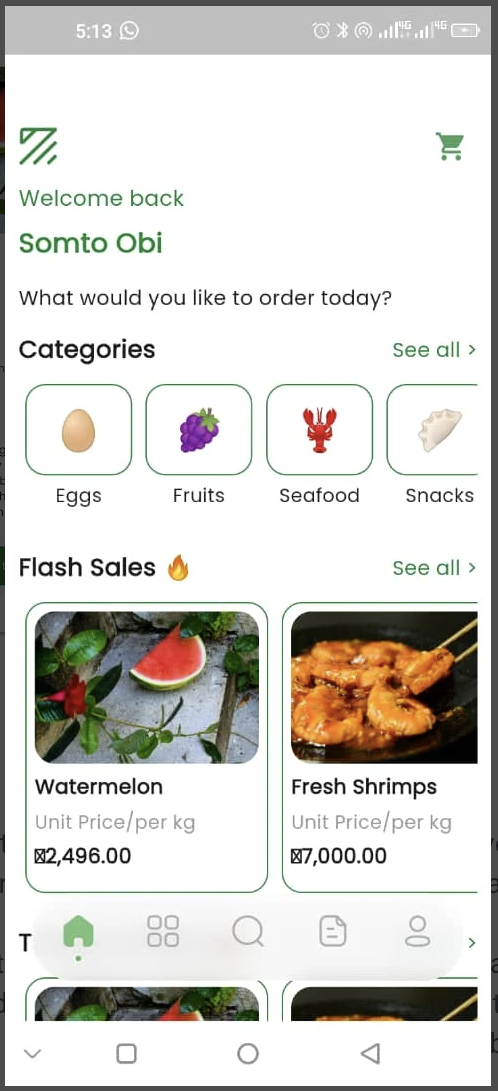 5:13
4G 4G
Welcome back
Somto Obi
What would you like to order today?
Categories See all >
Eggs Fruits Seafood Snacks
Flash Sales 🔥 See all >
Watermelon Fresh Shrimps
Unit Price/per kg Unit Price/per kg
2,496.00 7,000.00
T >